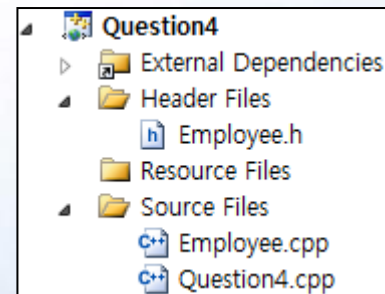 Question4
External Dependencies
Header Files
Employee.h
Resource Files
Source Files
Employee.cpp
Question4.cpp